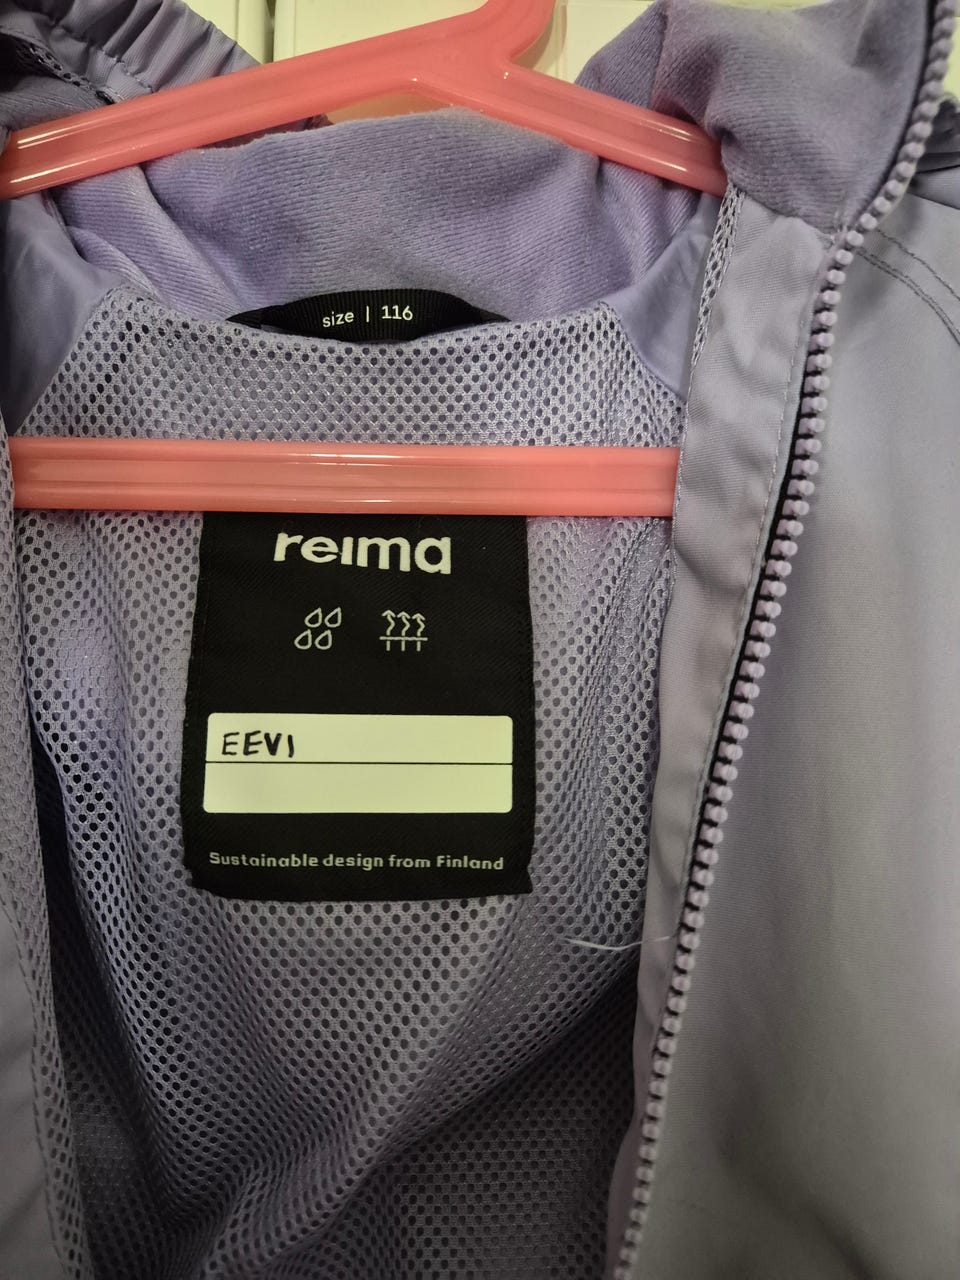 size | 116
reima
EEVI
Sustainable design from Finland